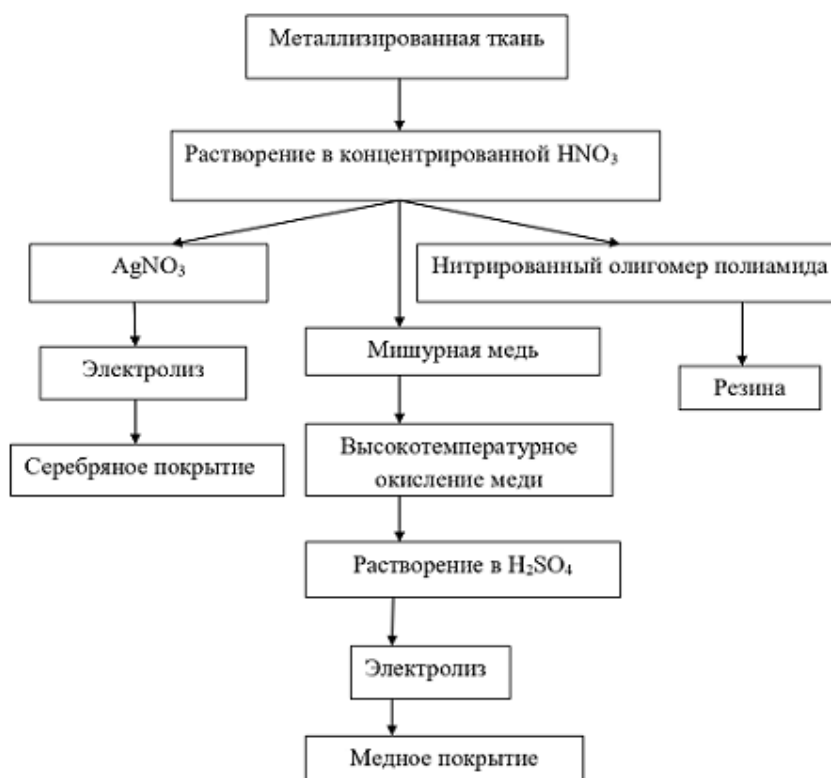 Металлизированная ткань
Растворение в концентрированной HNO₃
AgNO₃
Нитрированный олигомер полиамида
Мишурная медь
Электролиз
Резина
Серебряное покрытие
Высокотемпературное
окисление меди
Растворение в H₂SO₄
Электролиз
Медное покрытие